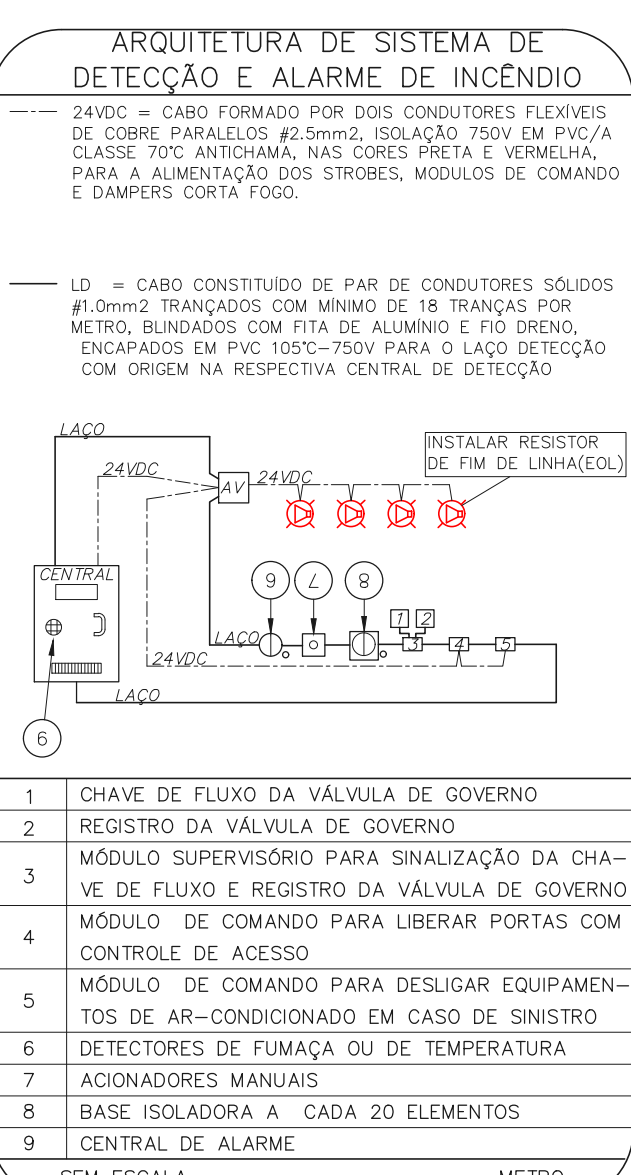 ARQUITETURA DE SISTEMA DE
DETECÇÃO E ALARME DE INCÊNDIO
24VDC = CABO FORMADO POR DOIS CONDUTORES FLEXÍVEIS
DE COBRE PARALELOS #2.5mm2, ISOLAÇÃO 750V EM PVC/A
CLASSE 70°C ANTICHAMA, NAS CORES PRETA E VERMELHA,
PARA A ALIMENTAÇÃO DOS STROBES, MODULOS DE COMANDO
E DAMPERS CORTA FOGO.
LD = CABO CONSTITUÍDO DE PAR DE CONDUTORES SÓLIDOS
#1.0mm2 TRANÇADOS COM MÍNIMO DE 18 TRANÇAS POR
METRO, BLINDADOS COM FITA DE ALUMÍNIO E FIO DRENO,
ENCAPADOS EM PVC 105°C-750V PARA O LAÇO DETECÇÃO
COM ORIGEM NA RESPECTIVA CENTRAL DE DETECÇÃO
LAÇO
24VDC
AV
24VDC
INSTALAR RESISTOR
DE FIM DE LINHA(EOL)
CENTRAL
6
7
8
1
2
LAÇO
3
4
5
24VDC
LAÇO
9
1 CHAVE DE FLUXO DA VÁLVULA DE GOVERNO
2 REGISTRO DA VÁLVULA DE GOVERNO
3 MÓDULO SUPERVISÓRIO PARA SINALIZAÇÃO DA CHA-
VE DE FLUXO E REGISTRO DA VÁLVULA DE GOVERNO
4 MÓDULO DE COMANDO PARA LIBERAR PORTAS COM
CONTROLE DE ACESSO
5 MÓDULO DE COMANDO PARA DESLIGAR EQUIPAMEN-
TOS DE AR-CONDICIONADO EM CASO DE SINISTRO
6 DETECTORES DE FUMAÇA OU DE TEMPERATURA
7 ACIONADORES MANUAIS
8 BASE ISOLADORA A CADA 20 ELEMENTOS
9 CENTRAL DE ALARME
SEM ESCALA METRO